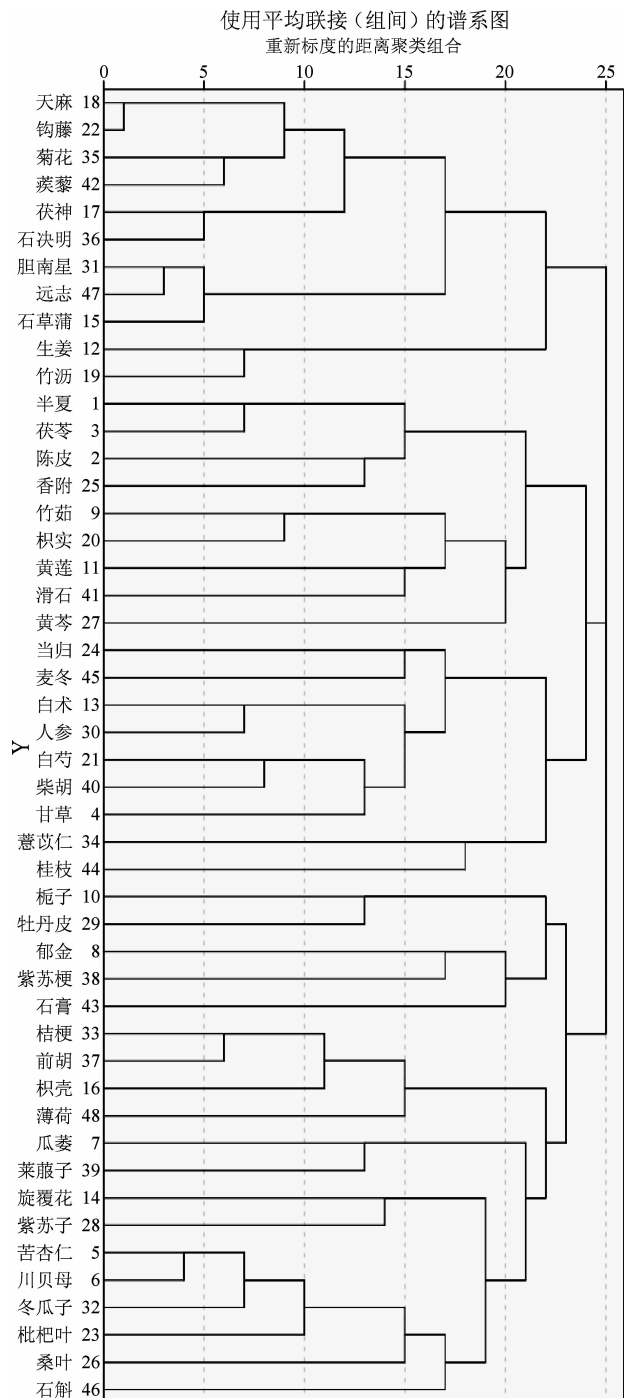 使用平均联接（组间）的谱系图
重新标度的距离聚类组合
0 5 10 15 20 25
天麻 18
钩藤 22
菊花 35
蒺藜 42
茯神 17
石决明 36
胆南星 31
远志 47
石草蒲 15
生姜 12
竹沥 19
半夏 1
茯苓 3
陈皮 2
香附 25
竹茹 9
枳实 20
黄莲 11
滑石 41
黄芩 27
当归 24
麦冬 45
白术 13
人参 30
Y
白芍 21
柴胡 40
甘草 4
薏苡仁 34
桂枝 44
栀子 10
牡丹皮 29
郁金 8
紫苏梗 38
石膏 43
桔梗 33
前胡 37
枳壳 16
薄荷 48
瓜蒌 7
莱菔子 39
旋覆花 14
紫苏子 28
苦杏仁 5
川贝母 6
冬瓜子 32
枇杷叶 23
桑叶 26
石斛 46